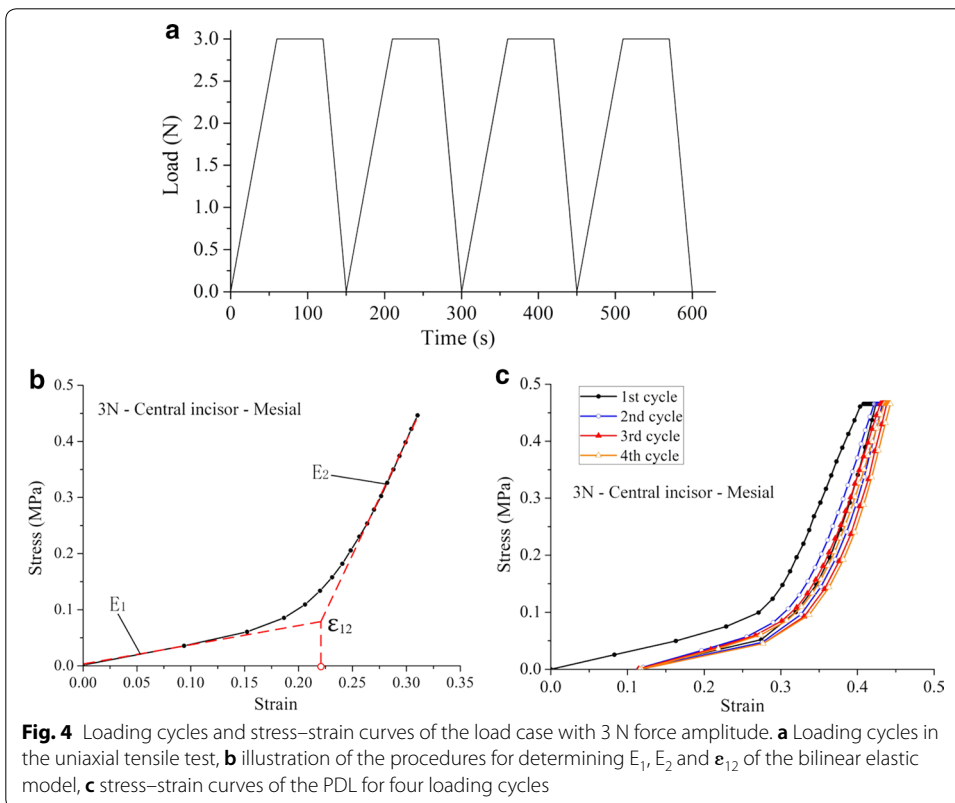 a
3.0
2.5
2.0
1.5
1.0
0.5
0.0
Load (N)
0 100 200 300 400 500 600
Time (s)
b
0.5
0.4
0.3
0.2
0.1
0.0
Stress (MPa)
3N - Central incisor - Mesial
E₂
E₁
ε₁₂
0.00 0.05 0.10 0.15 0.20 0.25 0.30 0.35
Strain
c
0.5
0.4
0.3
0.2
0.1
0.0
Stress (MPa)
1st cycle
2nd cycle
3rd cycle
4th cycle
3N - Central incisor - Mesial
0.0 0.1 0.2 0.3 0.4 0.5
Strain
Fig. 4 Loading cycles and stress–strain curves of the load case with 3 N force amplitude. a Loading cycles in
the uniaxial tensile test, b illustration of the procedures for determining E₁, E₂ and ε₁₂ of the bilinear elastic
model, c stress–strain curves of the PDL for four loading cycles